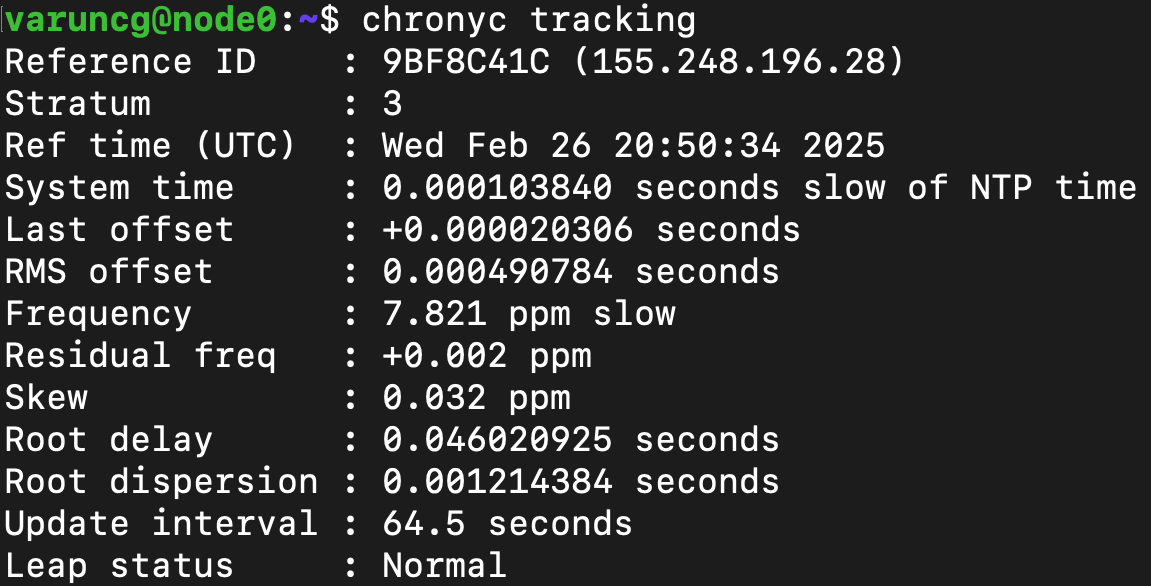 [varuncg@node0:~$ chronyc tracking
Reference ID    : 9BF8C41C (155.248.196.28)
Stratum         : 3
Ref time (UTC)  : Wed Feb 26 20:50:34 2025
System time     : 0.000103840 seconds slow of NTP time
Last offset     : +0.000020306 seconds
RMS offset      : 0.000490784 seconds
Frequency       : 7.821 ppm slow
Residual freq   : +0.002 ppm
Skew            : 0.032 ppm
Root delay      : 0.046020925 seconds
Root dispersion : 0.001214384 seconds
Update interval : 64.5 seconds
Leap status     : Normal